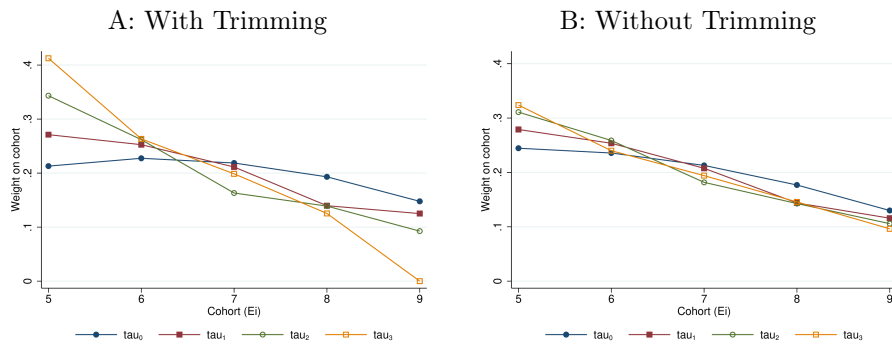 A: With Trimming
Weight on cohort
.4
.3
.2
.1
0
5 6 7 8 9
Cohort (Ei)
tau₀ tau₁ tau₂ tau₃
B: Without Trimming
Weight on cohort
.4
.3
.2
.1
0
5 6 7 8 9
Cohort (Ei)
tau₀ tau₁ tau₂ tau₃